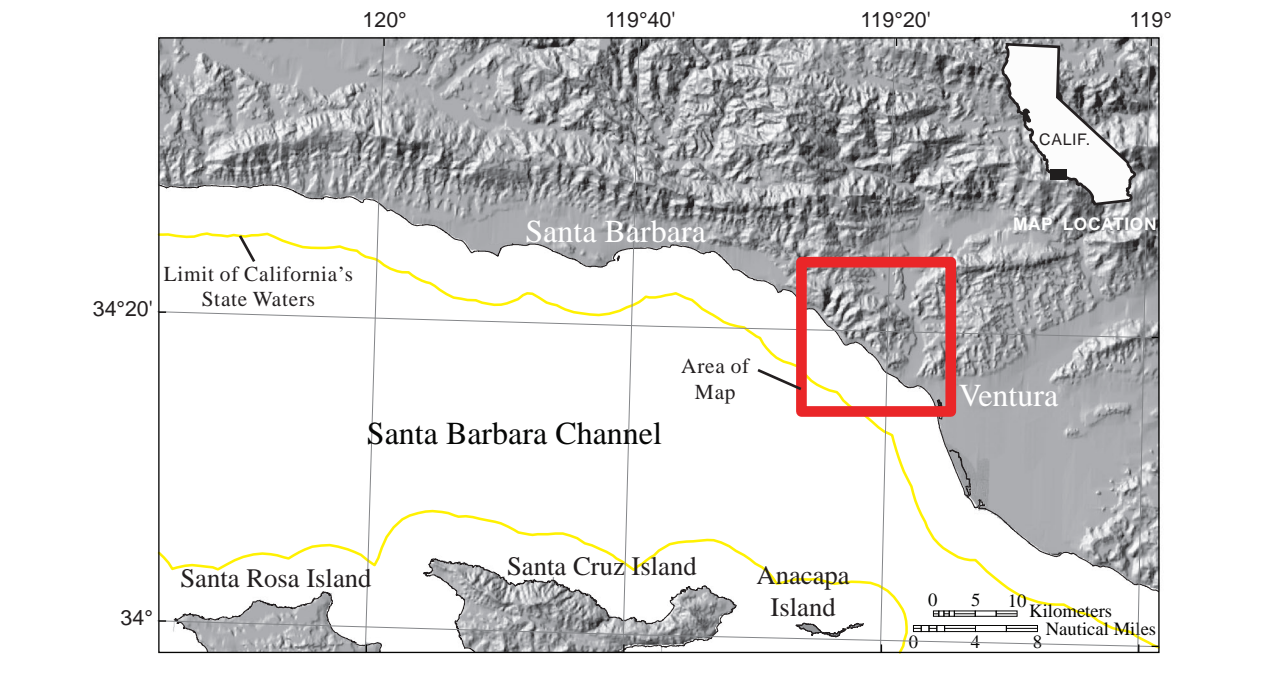 120°
119°40'
119°20'
119°
CALIF.
MAP LOCATION
Santa Barbara
Limit of California's
State Waters
34°20'
Area of
Map
Ventura
Santa Barbara Channel
Santa Rosa Island
Santa Cruz Island
Anacapa
Island
0 5 10
Kilometers
Nautical Miles
0 4 8
34°